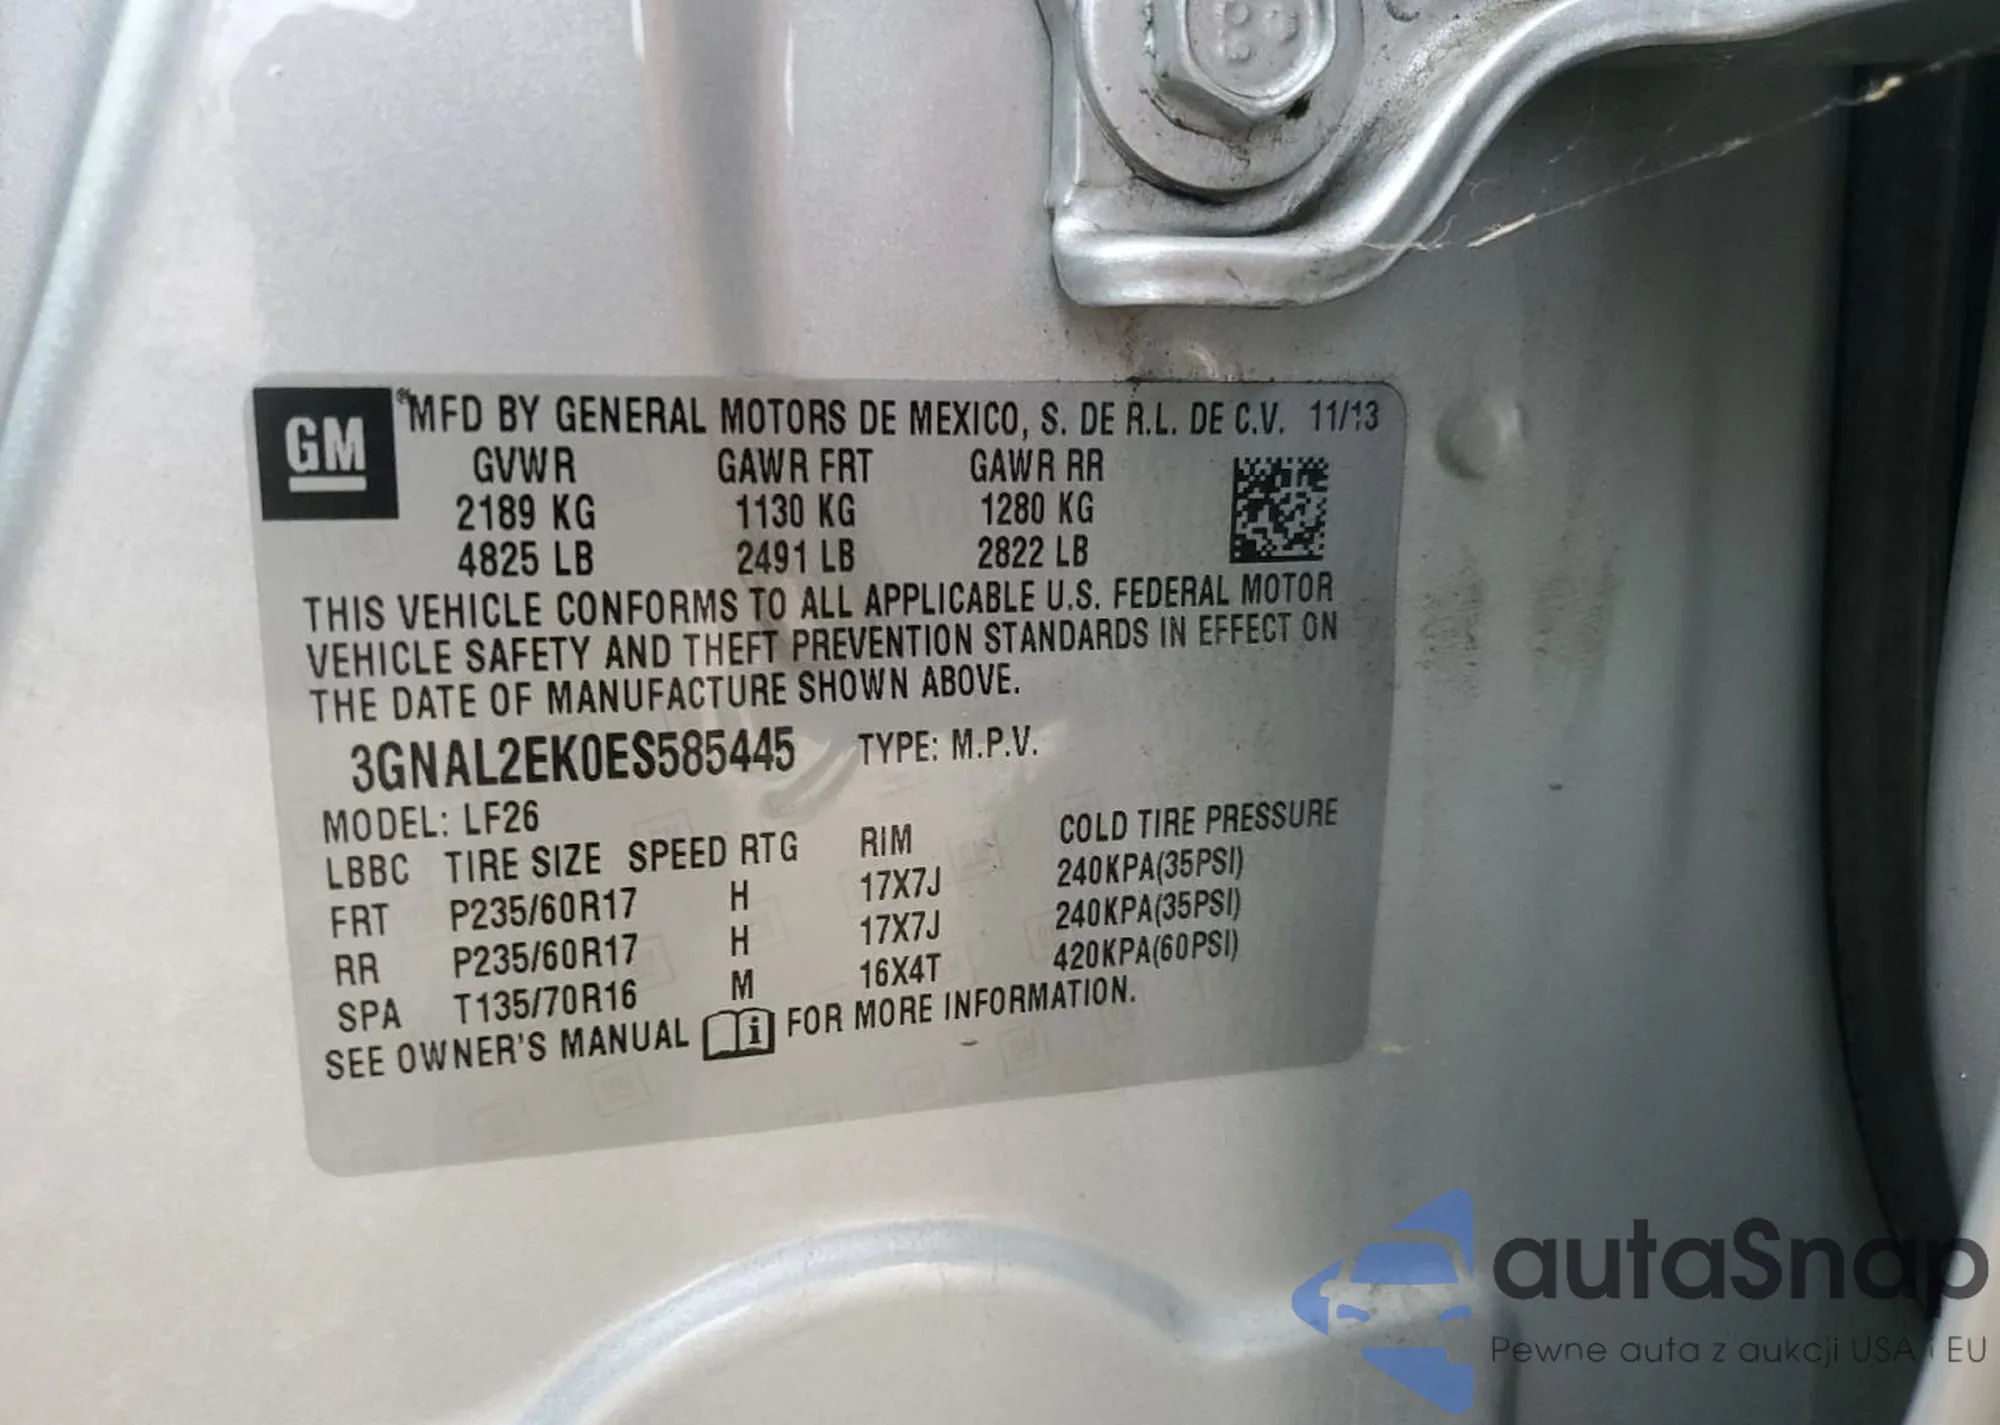 GM
®MFD BY GENERAL MOTORS DE MEXICO, S. DE R.L. DE C.V. 11/13
GVWR GAWR FRT GAWR RR
2189 KG 1130 KG 1280 KG
4825 LB 2491 LB 2822 LB
THIS VEHICLE CONFORMS TO ALL APPLICABLE U.S. FEDERAL MOTOR
VEHICLE SAFETY AND THEFT PREVENTION STANDARDS IN EFFECT ON
THE DATE OF MANUFACTURE SHOWN ABOVE.
3GNAL2EK0ES585445 TYPE: M.P.V.
MODEL: LF26
LBBC TIRE SIZE SPEED RTG RIM COLD TIRE PRESSURE
FRT P235/60R17 H 17X7J 240KPA(35PSI)
RR P235/60R17 H 17X7J 240KPA(35PSI)
SPA T135/70R16 M 16X4T 420KPA(60PSI)
SEE OWNER'S MANUAL i FOR MORE INFORMATION.
autaSnap
Pewne auta z aukcji USA i EU